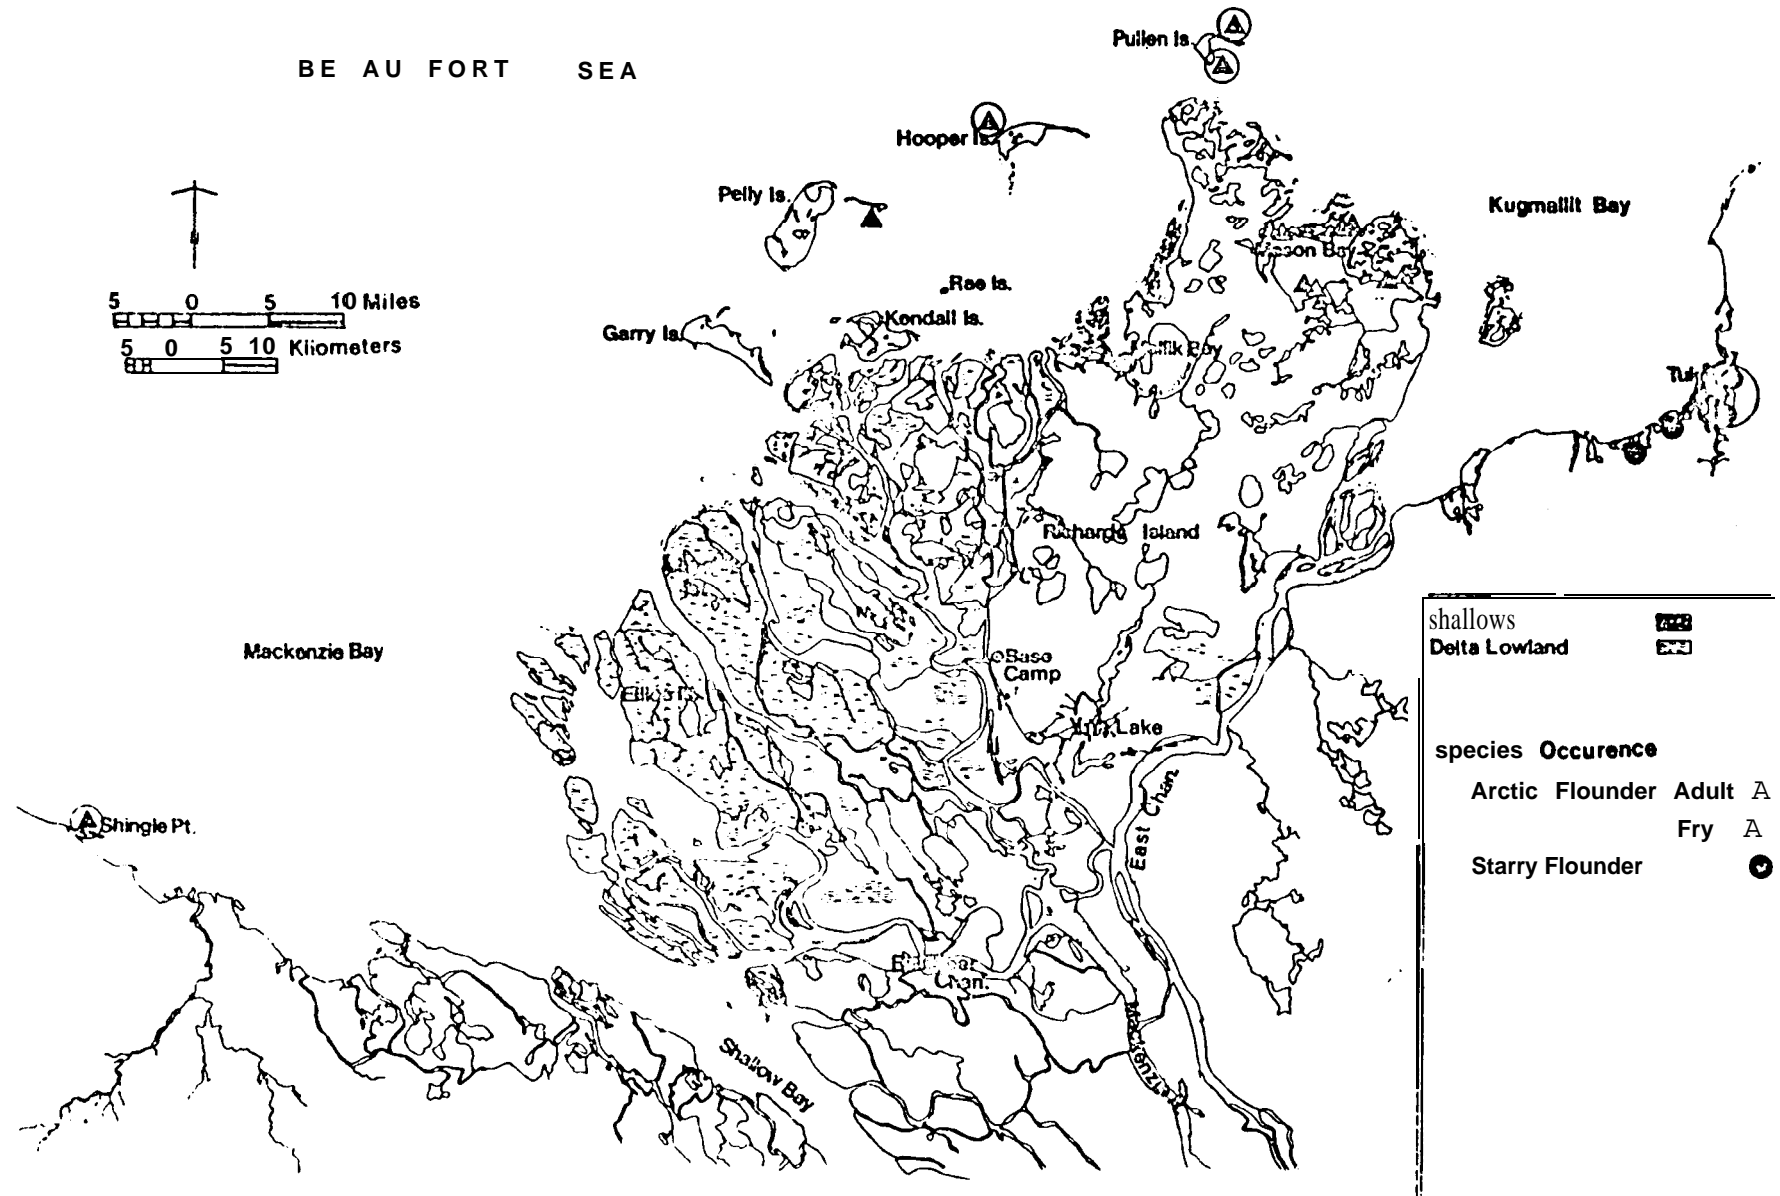 BE AU FORT SEA
Pullen Is.
Hooper Is.
Pelly Is.
Kugmallit Bay
Rae Is.
Kendall Is.
Garry Is.
5 0 5 10 Miles
5 0 5 10 Kliometers
Tuk
Richards Island
Mackenzie Bay
Base
Camp
Lake
East Chan.
Shingle Pt.
Chan.
Shallow Bay
shallows
Delta Lowland
species Occurence
Arctic Flounder Adult A
Fry A
Starry Flounder